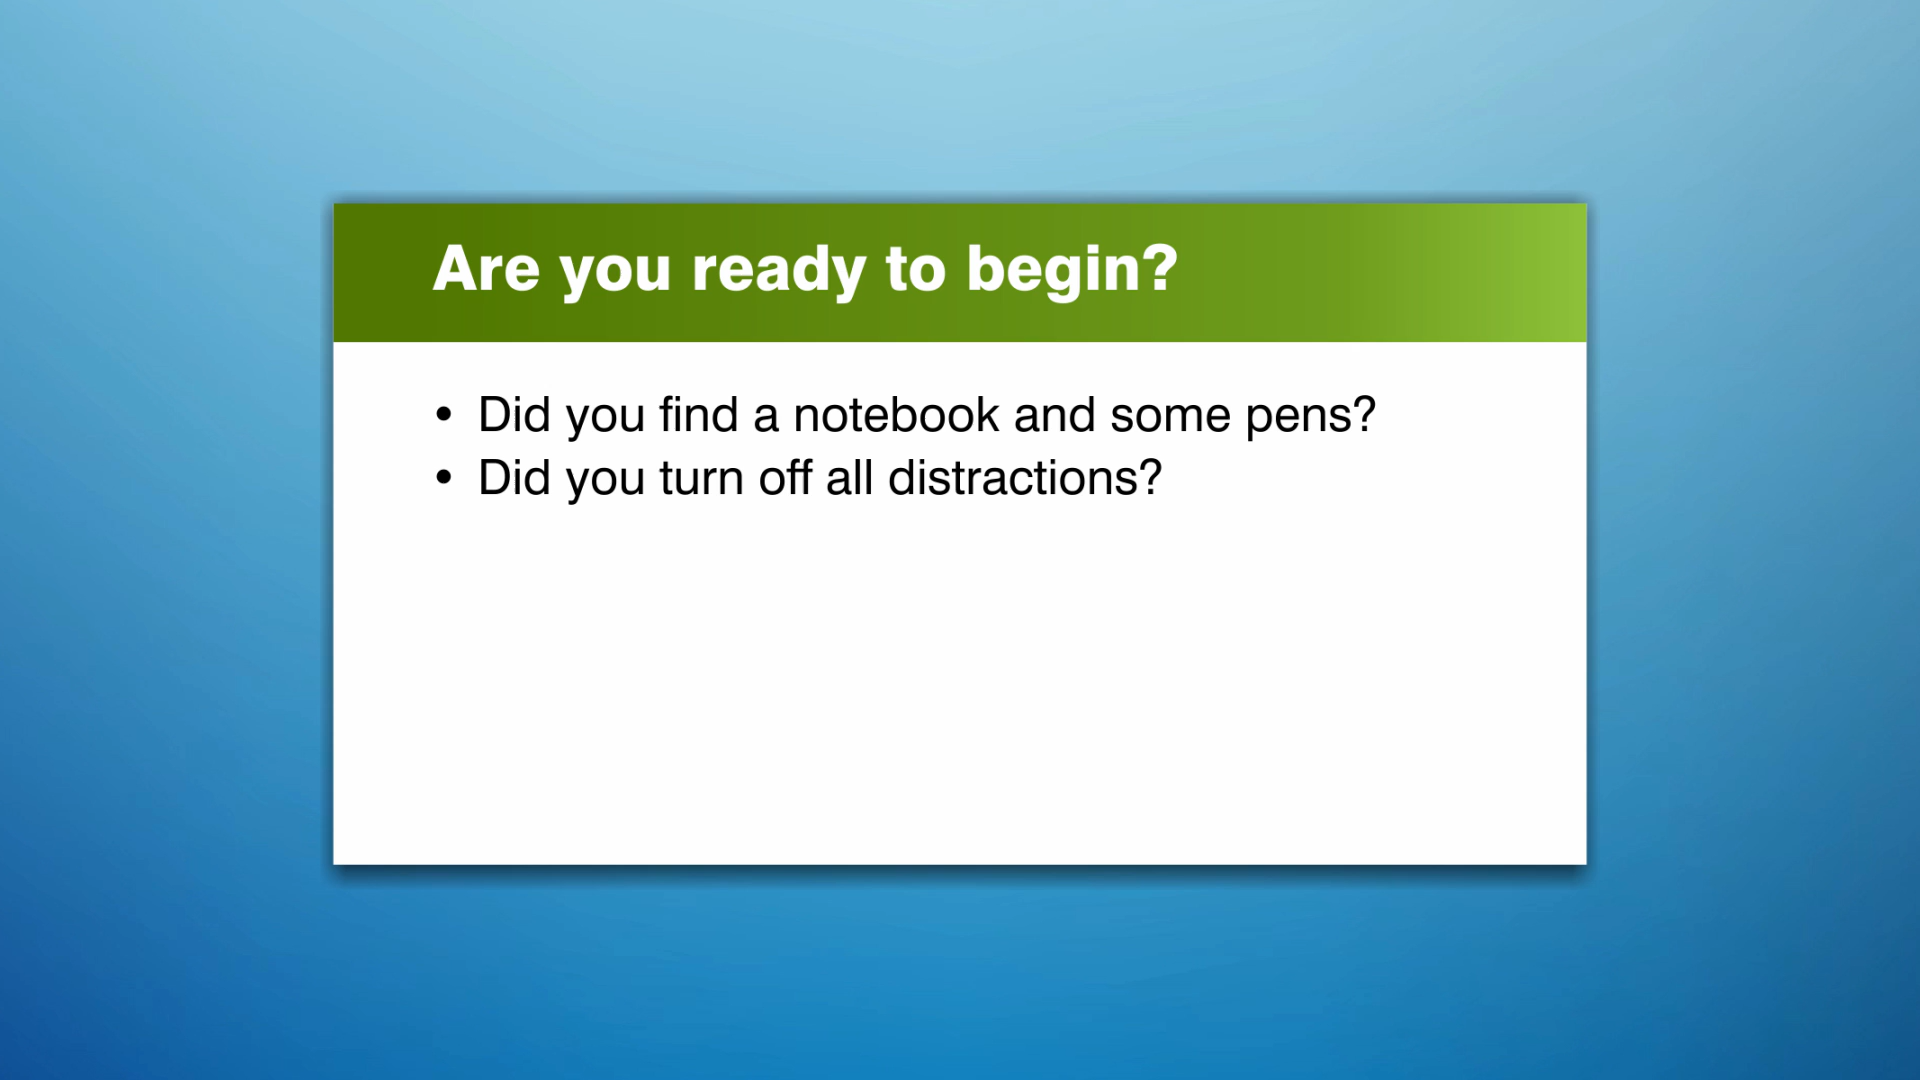 Are you ready to begin?
• Did you find a notebook and some pens?
• Did you turn off all distractions?